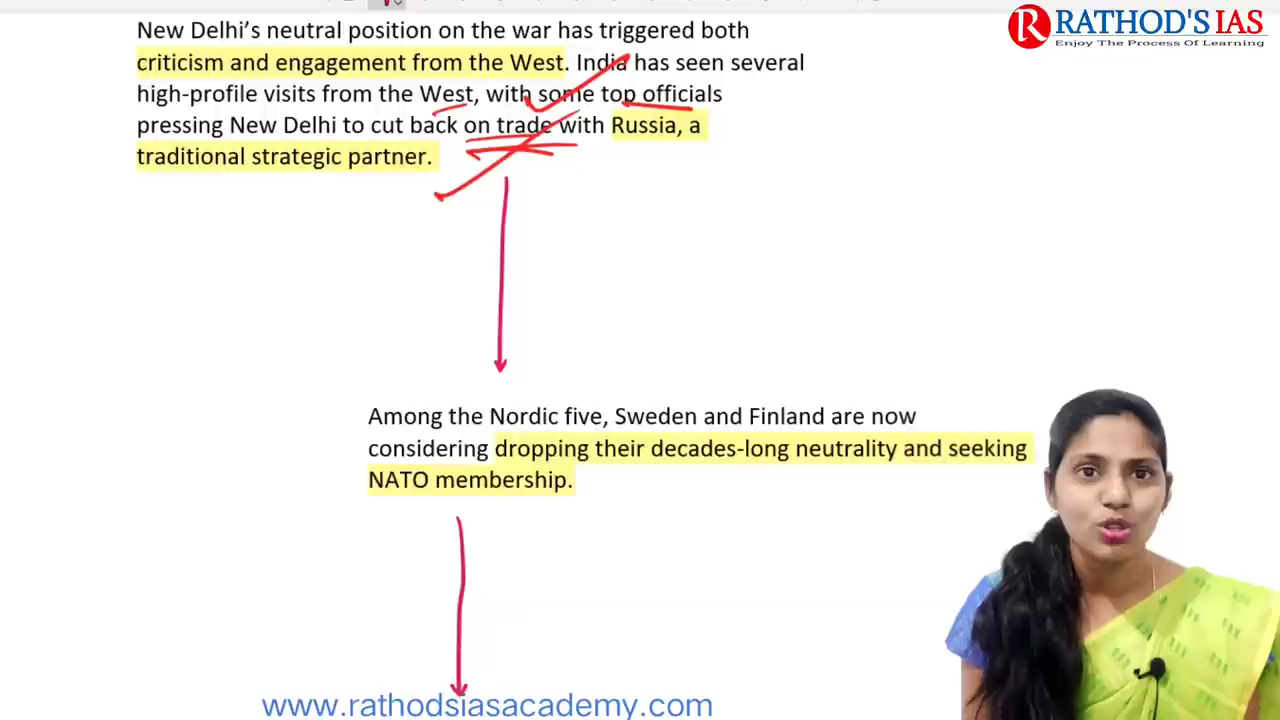 RATHOD'S IAS
Enjoy The Process Of Learning
New Delhi’s neutral position on the war has triggered both
criticism and engagement from the West. India has seen several
high-profile visits from the West, with some top officials
pressing New Delhi to cut back on trade with Russia, a
traditional strategic partner.
Among the Nordic five, Sweden and Finland are now
considering dropping their decades-long neutrality and seeking
NATO membership.
www.rathodsiasacademy.com